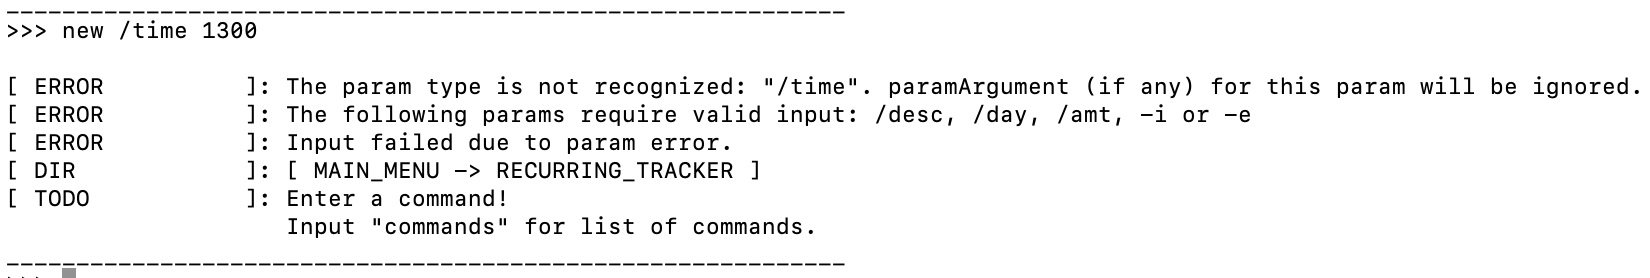 ____________________________________________________________
>>> new /time 1300
[ ERROR          ]: The param type is not recognized: "/time". paramArgument (if any) for this param will be ignored.
[ ERROR          ]: The following params require valid input: /desc, /day, /amt, -i or -e
[ ERROR          ]: Input failed due to param error.
[ DIR            ]: [ MAIN_MENU -> RECURRING_TRACKER ]
[ TODO           ]: Enter a command!
                    Input "commands" for list of commands.
____________________________________________________________
>>>